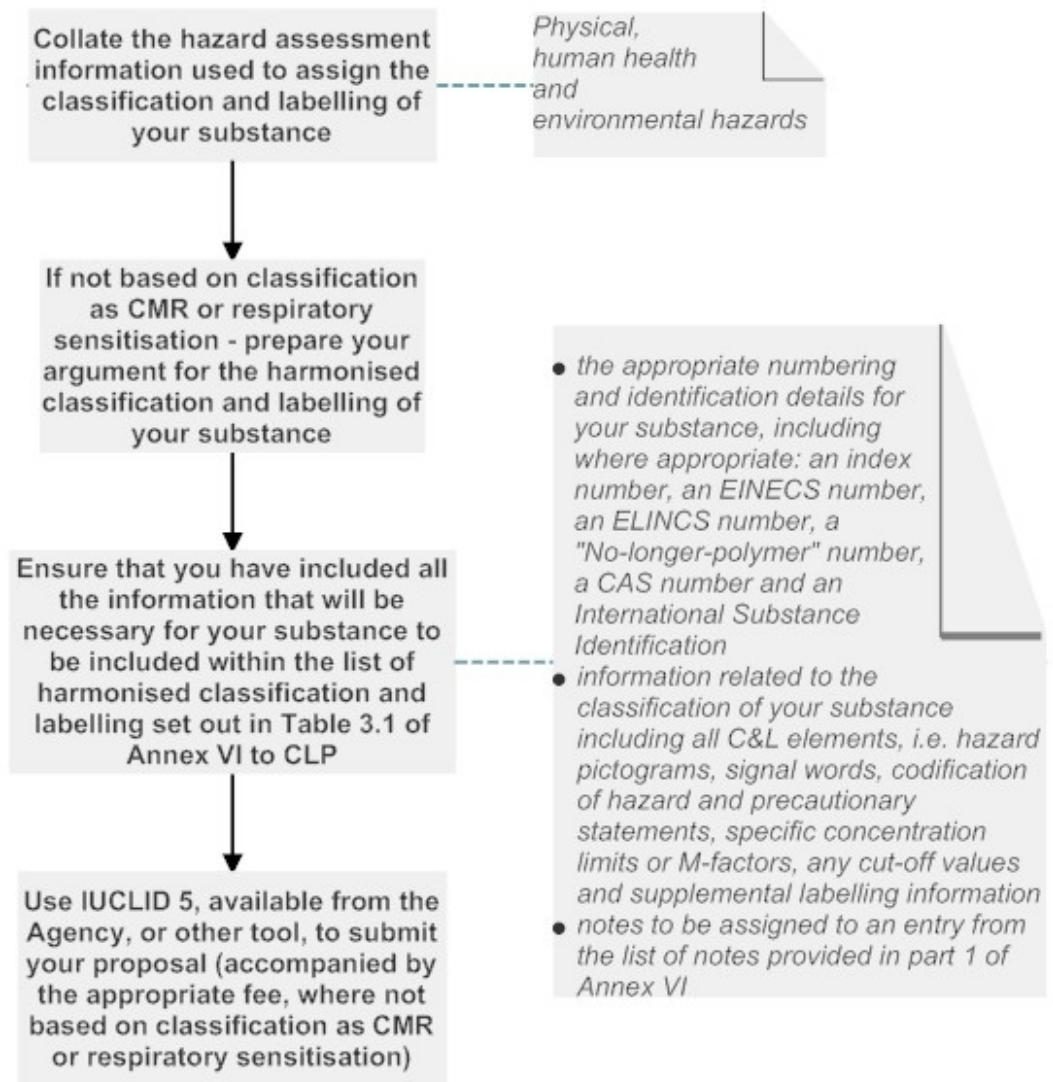 Collate the hazard assessment
information used to assign the
classification and labelling of
your substance
Physical,
human health
and
environmental hazards
If not based on classification
as CMR or respiratory
sensitisation - prepare your
argument for the harmonised
classification and labelling of
your substance
Ensure that you have included all
the information that will be
necessary for your substance to
be included within the list of
harmonised classification and
labelling set out in Table 3.1 of
Annex VI to CLP
● the appropriate numbering
and identification details for
your substance, including
where appropriate: an index
number, an EINECS number,
an ELINCS number, a
"No-longer-polymer" number,
a CAS number and an
International Substance
Identification
● information related to the
classification of your substance
including all C&L elements, i.e. hazard
pictograms, signal words, codification
of hazard and precautionary
statements, specific concentration
limits or M-factors, any cut-off values
and supplemental labelling information
● notes to be assigned to an entry from
the list of notes provided in part 1 of
Annex VI
Use IUCLID 5, available from the
Agency, or other tool, to submit
your proposal (accompanied by
the appropriate fee, where not
based on classification as CMR
or respiratory sensitisation)